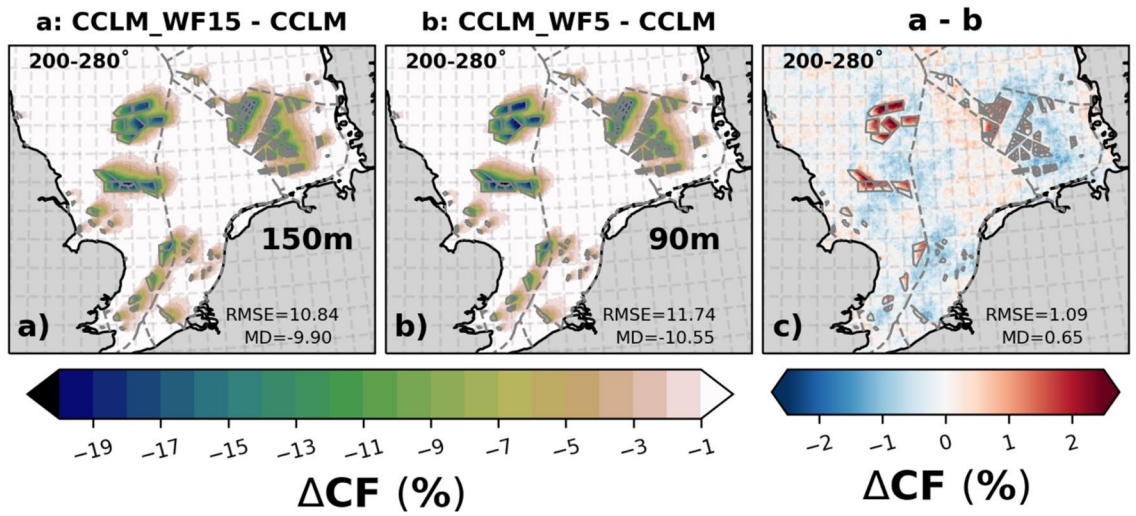 a: CCLM_WF15 - CCLM
b: CCLM_WF5 - CCLM
a - b
200-280°
150m
RMSE=10.84
MD=-9.90
a)
200-280°
90m
RMSE=11.74
MD=-10.55
b)
200-280°
RMSE=1.09
MD=0.65
c)
−19 −17 −15 −13 −11 −9 −7 −5 −3 −1
ΔCF (%)
−2 −1 0 1 2
ΔCF (%)